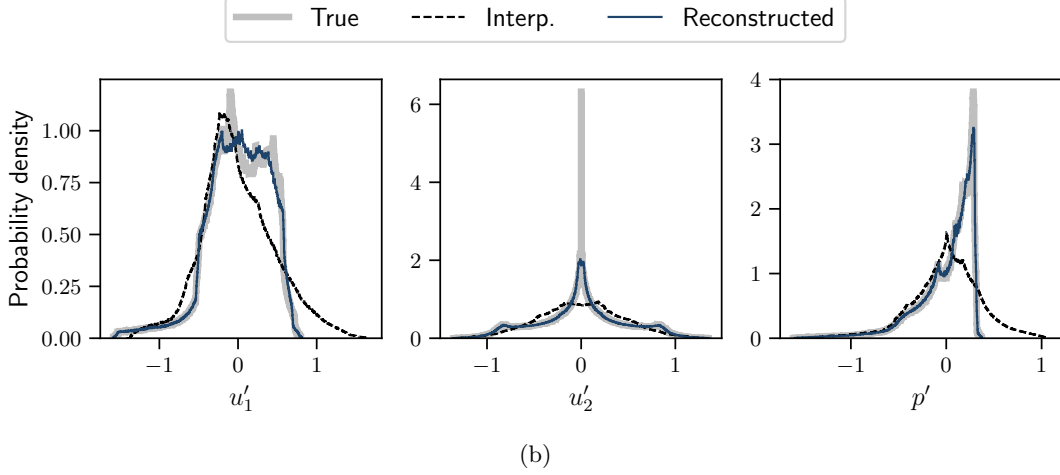 True Interp. Reconstructed
Probability density
1.00
0.75
0.50
0.25
0.00
−1 0 1
u′₁
6
4
2
0
−1 0 1
u′₂
4
3
2
1
0
−1 0 1
p′
(b)